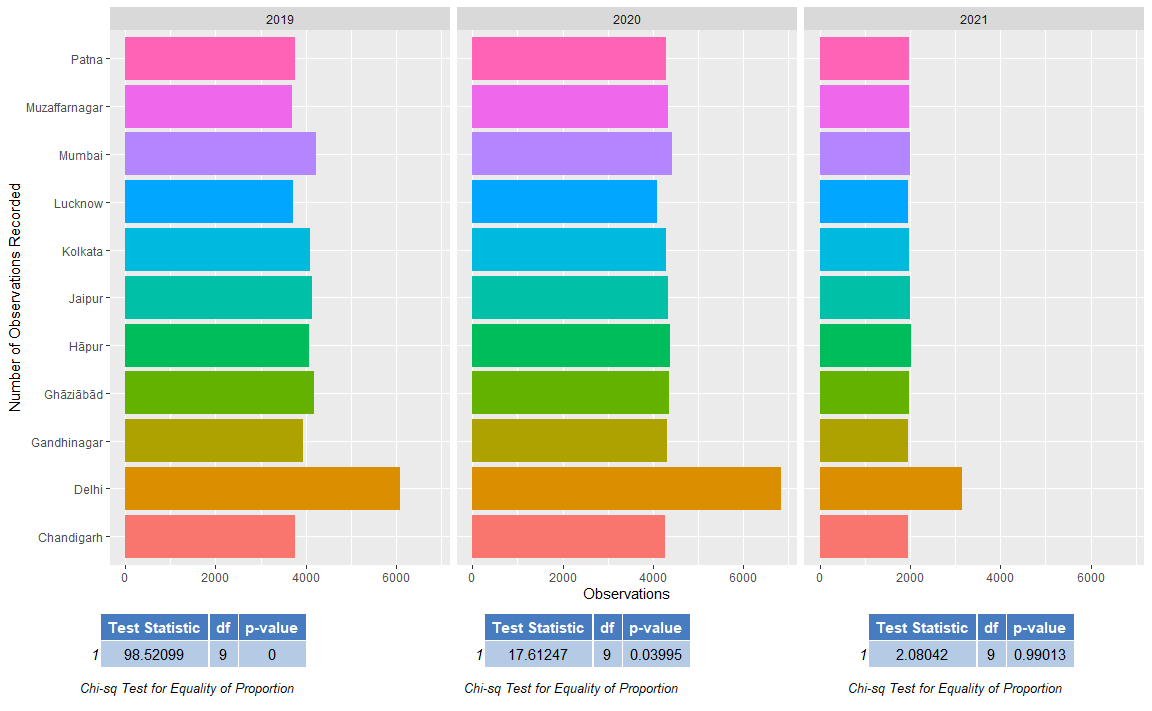 2019 2020 2021
Number of Observations Recorded
Patna
Muzaffarnagar
Mumbai
Lucknow
Kolkata
Jaipur
Hāpur
Ghāziābād
Gandhinagar
Delhi
Chandigarh
0 2000 4000 6000 0 2000 4000 6000 0 2000 4000 6000
Observations
Test Statistic df p-value Test Statistic df p-value Test Statistic df p-value
1 98.52099 9 0 1 17.61247 9 0.03995 1 2.08042 9 0.99013
Chi-sq Test for Equality of Proportion Chi-sq Test for Equality of Proportion Chi-sq Test for Equality of Proportion